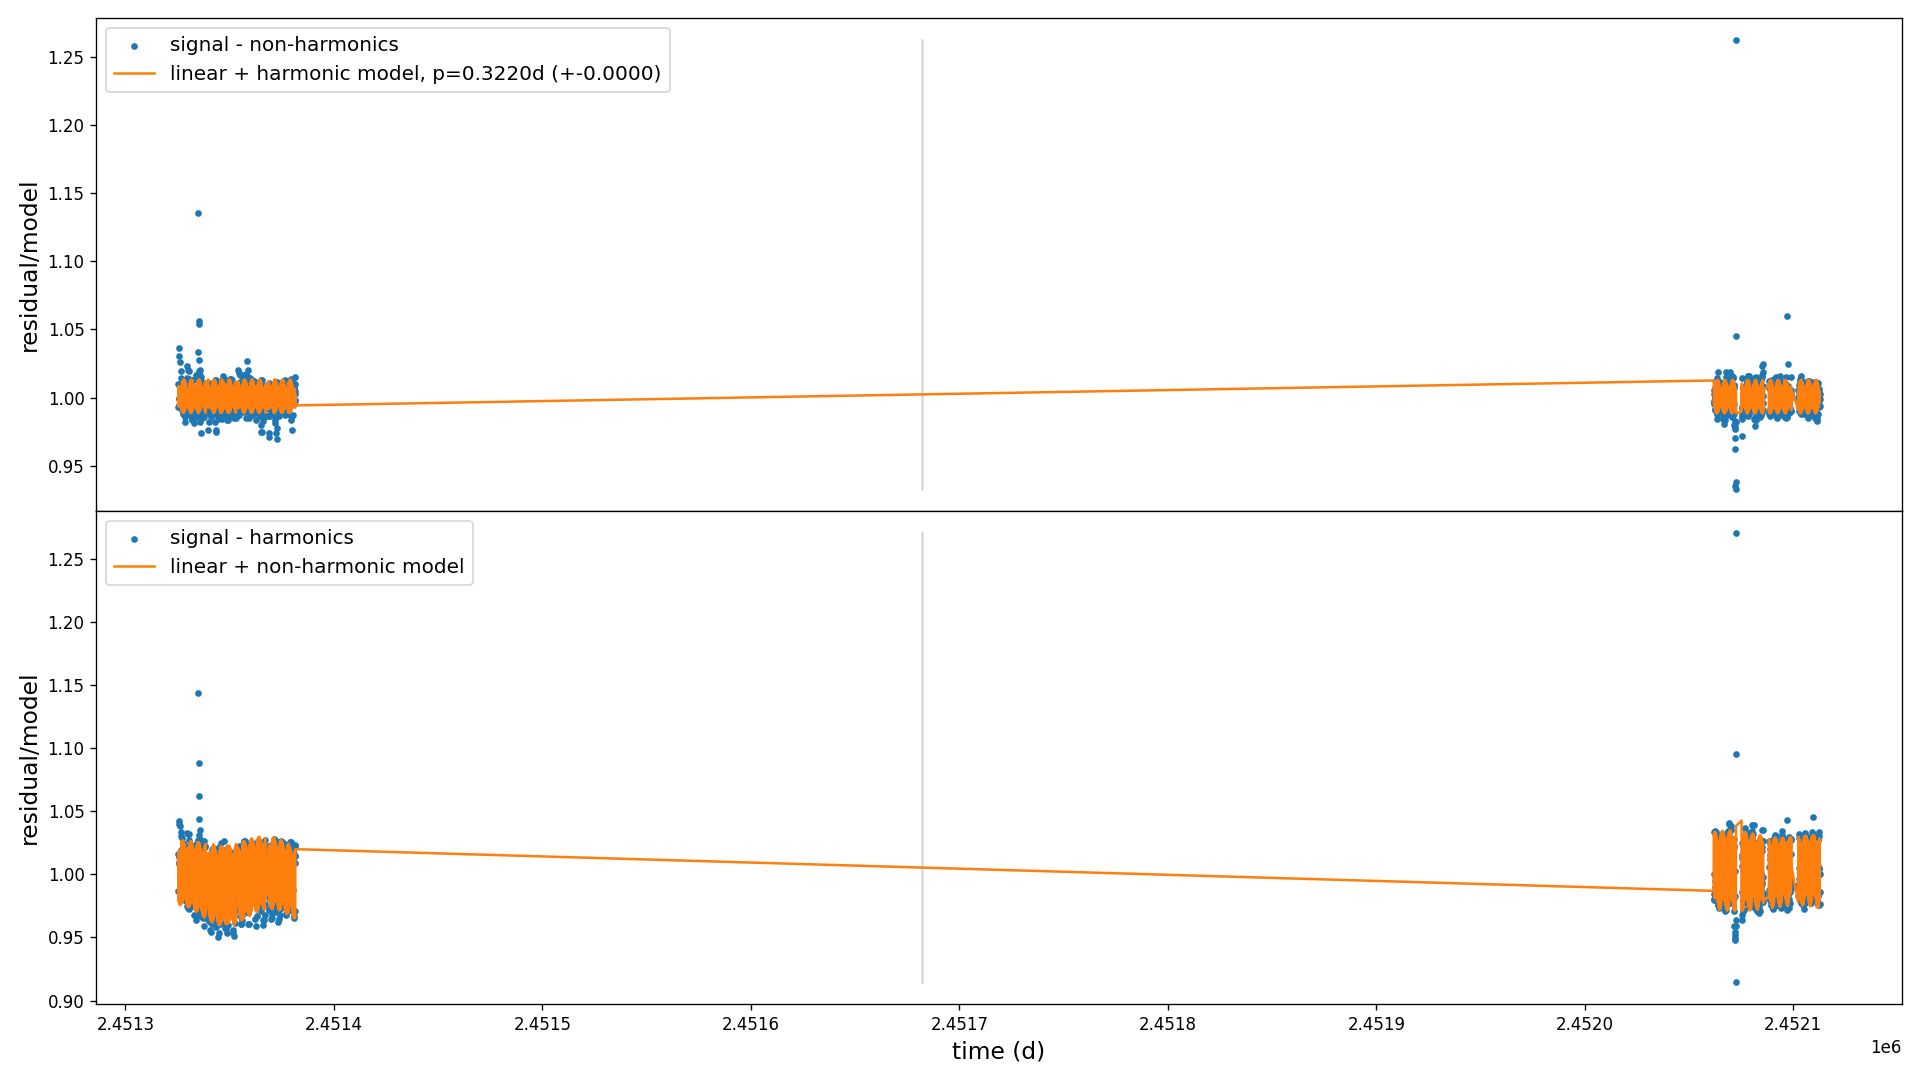 signal - non-harmonics
linear + harmonic model, p=0.3220d (+-0.0000)
1.25
1.20
1.15
1.10
1.05
1.00
0.95
residual/model
signal - harmonics
linear + non-harmonic model
1.25
1.20
1.15
1.10
1.05
1.00
0.95
0.90
residual/model
2.4513 2.4514 2.4515 2.4516 2.4517 2.4518 2.4519 2.4520 2.4521
1e6
time (d)